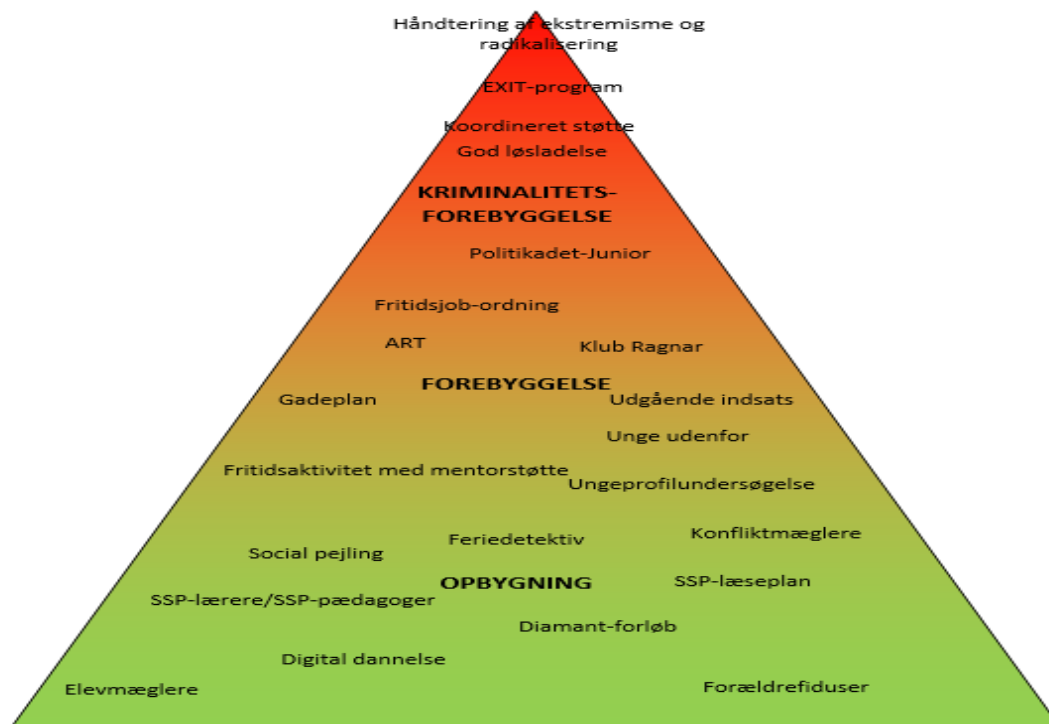 Håndtering af ekstremisme og
radikalisering
EXIT-program
Koordineret støtte
God løsladelse
KRIMINALITETS-
FOREBYGGELSE
Politikadet-Junior
Fritidsjob-ordning
ART
Klub Ragnar
FOREBYGGELSE
Gadeplan
Udgående indsats
Unge udenfor
Fritidsaktivitet med mentorstøtte
Ungeprofilundersøgelse
Konfliktmæglere
Feriedetektiv
Social pejling
OPBYGNING
SSP-læseplan
SSP-lærere/SSP-pædagoger
Diamant-forløb
Digital dannelse
Elevmæglere
Forældrefiduser